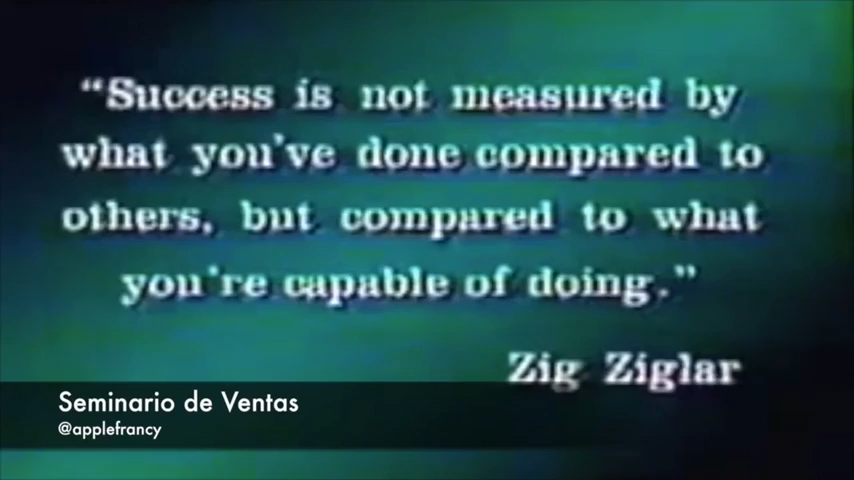 “Success is not measured by
what you’ve done compared to
others, but compared to what
you’re capable of doing.”
Zig Ziglar
Seminario de Ventas
@applefrancy